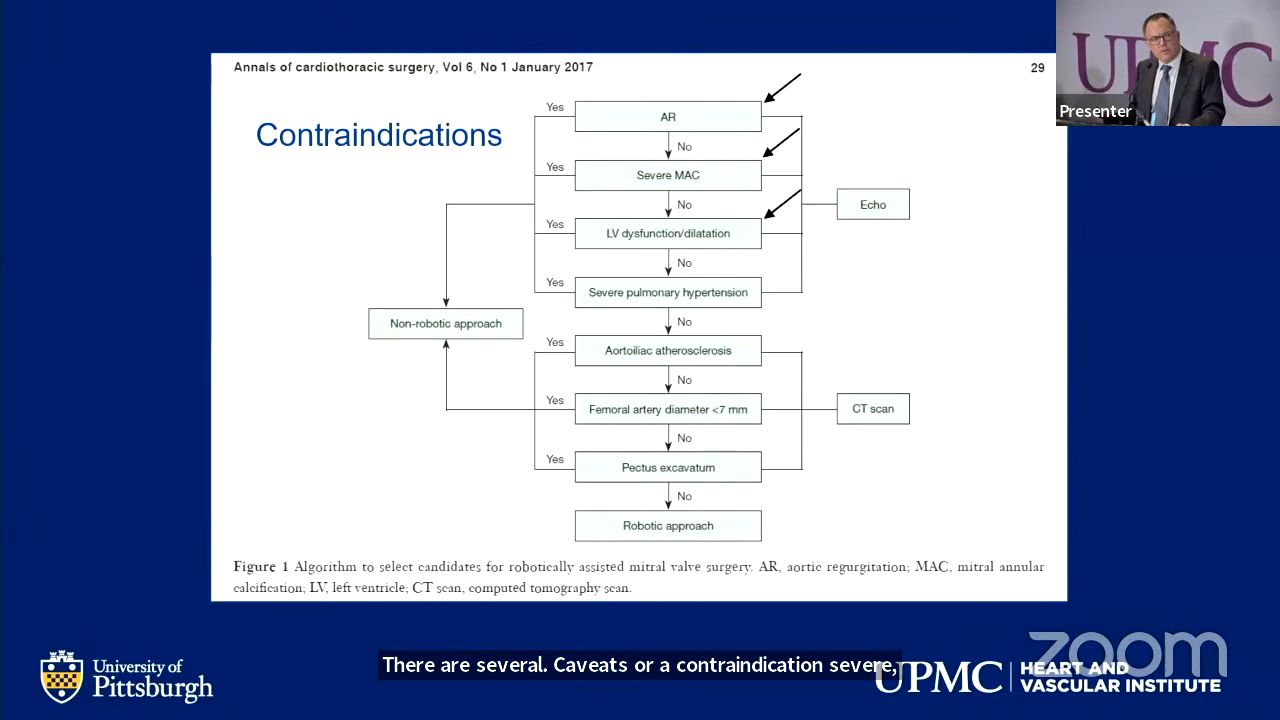 Annals of cardiothoracic surgery, Vol 6, No 1 January 2017
29
UPMC
Presenter
Contraindications
Yes
AR
No
Yes
Severe MAC
No
Echo
Yes
LV dysfunction/dilatation
No
Yes
Severe pulmonary hypertension
No
Non-robotic approach
Yes
Aortoiliac atherosclerosis
No
Yes
Femoral artery diameter <7 mm
CT scan
No
Yes
Pectus excavatum
No
Robotic approach
Figure 1 Algorithm to select candidates for robotically assisted mitral valve surgery. AR, aortic regurgitation; MAC, mitral annular
calcification; LV, left ventricle; CT scan, computed tomography scan.
There are several. Caveats or a contraindication severe,
University of
Pittsburgh
UPMC
HEART AND
VASCULAR INSTITUTE
zoom